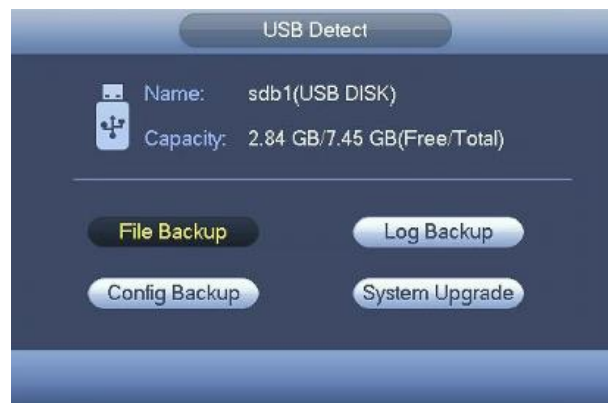 USB Detect
Name: sdb1(USB DISK)
Capacity: 2.84 GB/7.45 GB(Free/Total)
File Backup Log Backup
Config Backup System Upgrade